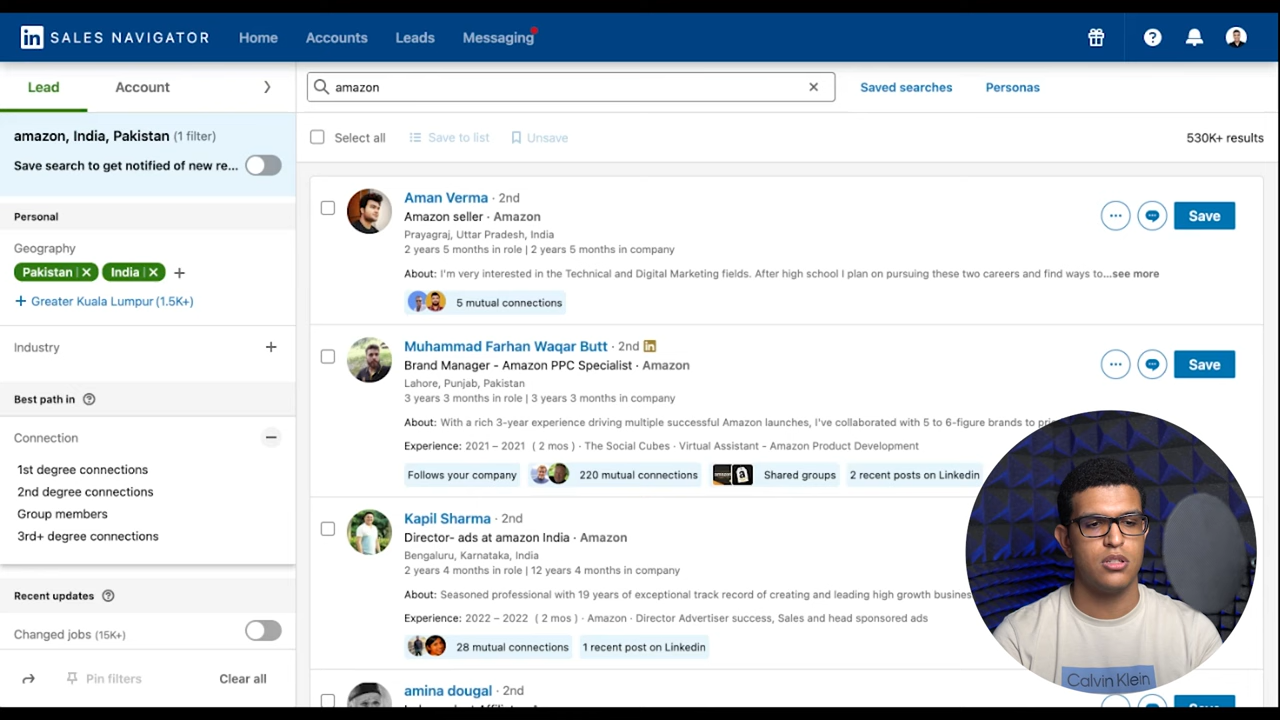 in SALES NAVIGATOR Home Accounts Leads Messaging
Lead Account
amazon
Saved searches Personas
amazon, India, Pakistan (1 filter)
Save search to get notified of new re...
Select all Save to list Unsave 530K+ results
Personal
Geography
Pakistan India
+ Greater Kuala Lumpur (1.5K+)
Industry
Best path in
Connection
1st degree connections
2nd degree connections
Group members
3rd+ degree connections
Recent updates
Changed jobs (15K+)
Pin filters Clear all
Aman Verma · 2nd
Amazon seller · Amazon
Prayagraj, Uttar Pradesh, India
2 years 5 months in role | 2 years 5 months in company
About: I'm very interested in the Technical and Digital Marketing fields. After high school I plan on pursuing these two careers and find ways to...see more
5 mutual connections
Save
Muhammad Farhan Waqar Butt · 2nd in
Brand Manager - Amazon PPC Specialist · Amazon
Lahore, Punjab, Pakistan
3 years 3 months in role | 3 years 3 months in company
About: With a rich 3-year experience driving multiple successful Amazon launches, I've collaborated with 5 to 6-figure brands to
Experience: 2021 – 2021 ( 2 mos ) · The Social Cubes · Virtual Assistant – Amazon Product Development
Follows your company 220 mutual connections Shared groups 2 recent posts on Linkedin
Save
Kapil Sharma · 2nd
Director- ads at amazon India · Amazon
Bengaluru, Karnataka, India
2 years 4 months in role | 12 years 4 months in company
About: Seasoned professional with 19 years of exceptional track record of creating and leading high growth
Experience: 2022 – 2022 ( 2 mos ) · Amazon · Director Advertiser success, Sales and head sponsored ads
28 mutual connections 1 recent post on Linkedin
amina dougal · 2nd
Calvin Klein